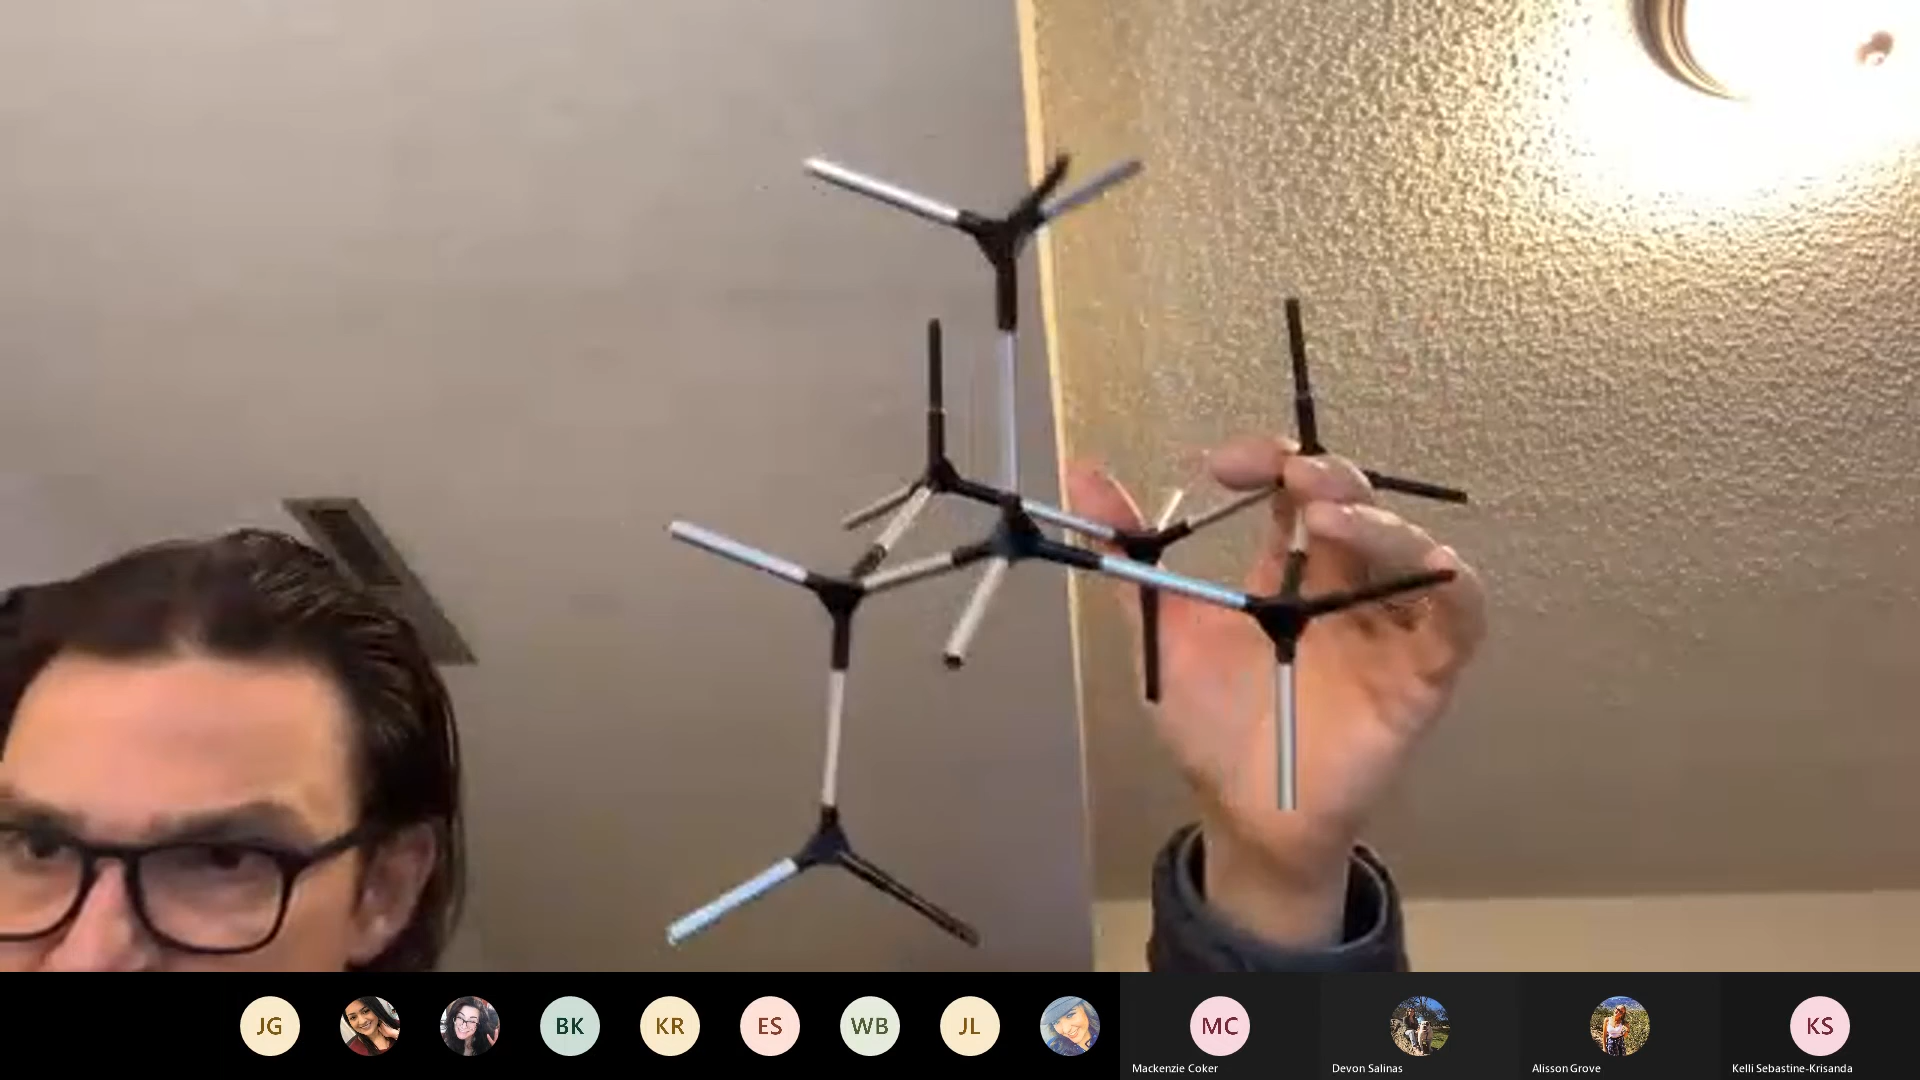 JG
BK
KR
ES
WB
JL
MC
KS
Mackenzie Coker
Devon Salinas
Alisson Grove
Kelli Sebastine-Krisanda